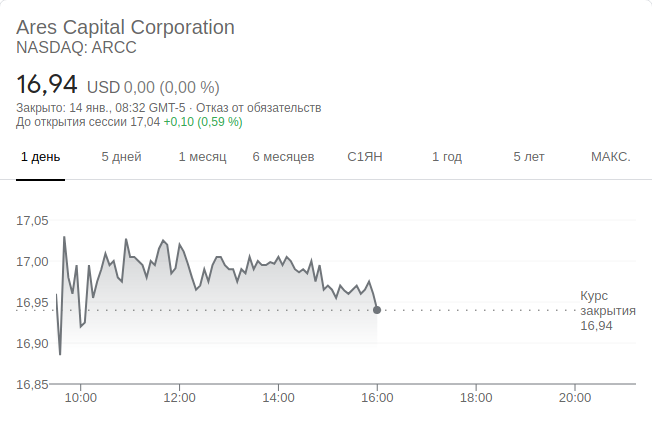 Ares Capital Corporation
NASDAQ: ARCC
16,94 USD 0,00 (0,00 %)
Закрыто: 14 янв., 08:32 GMT-5 · Отказ от обязательств
До открытия сессии 17,04 +0,10 (0,59 %)
1 день 5 дней 1 месяц 6 месяцев С1ЯН 1 год 5 лет МАКС.
17,05
17,00
16,95
16,90
16,85
Курс
закрытия
16,94
10:00 12:00 14:00 16:00 18:00 20:00